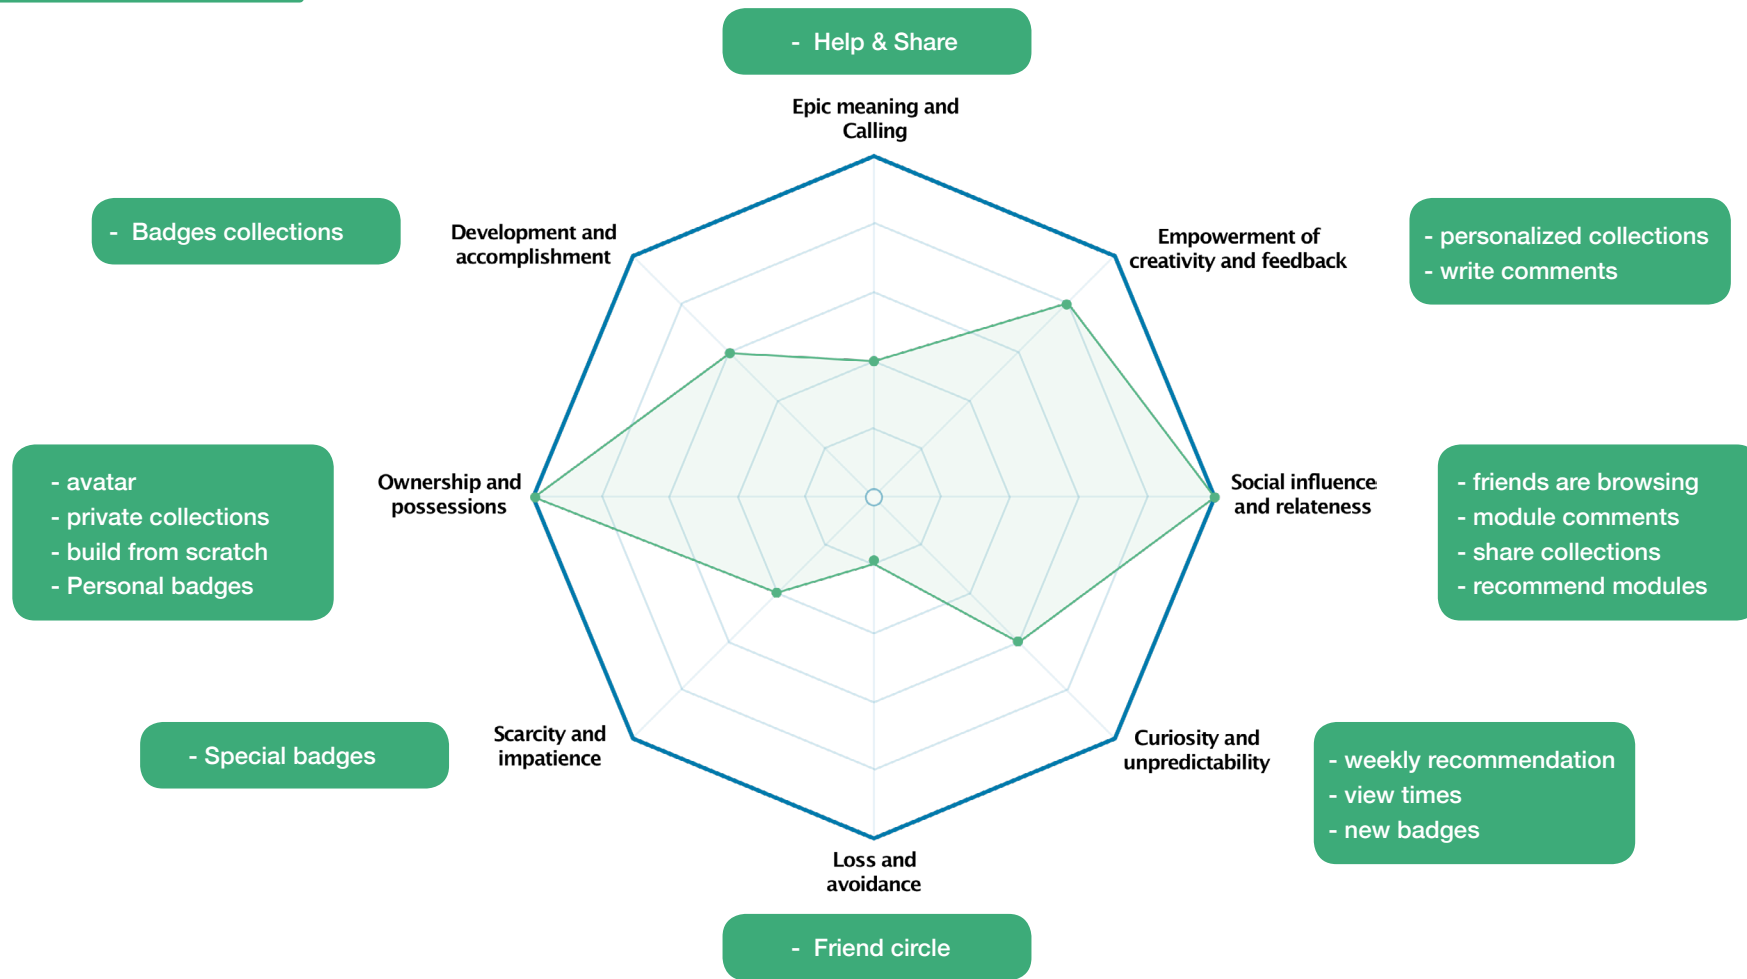 - Help & Share
Epic meaning and
Calling
- Badges collections
Development and
accomplishment
Empowerment of
creativity and feedback
- personalized collections
- write comments
- avatar
- private collections
- build from scratch
- Personal badges
Ownership and
possessions
Social influence
and relateness
- friends are browsing
- module comments
- share collections
- recommend modules
- Special badges
Scarcity and
impatience
Curiosity and
unpredictability
- weekly recommendation
- view times
- new badges
Loss and
avoidance
- Friend circle